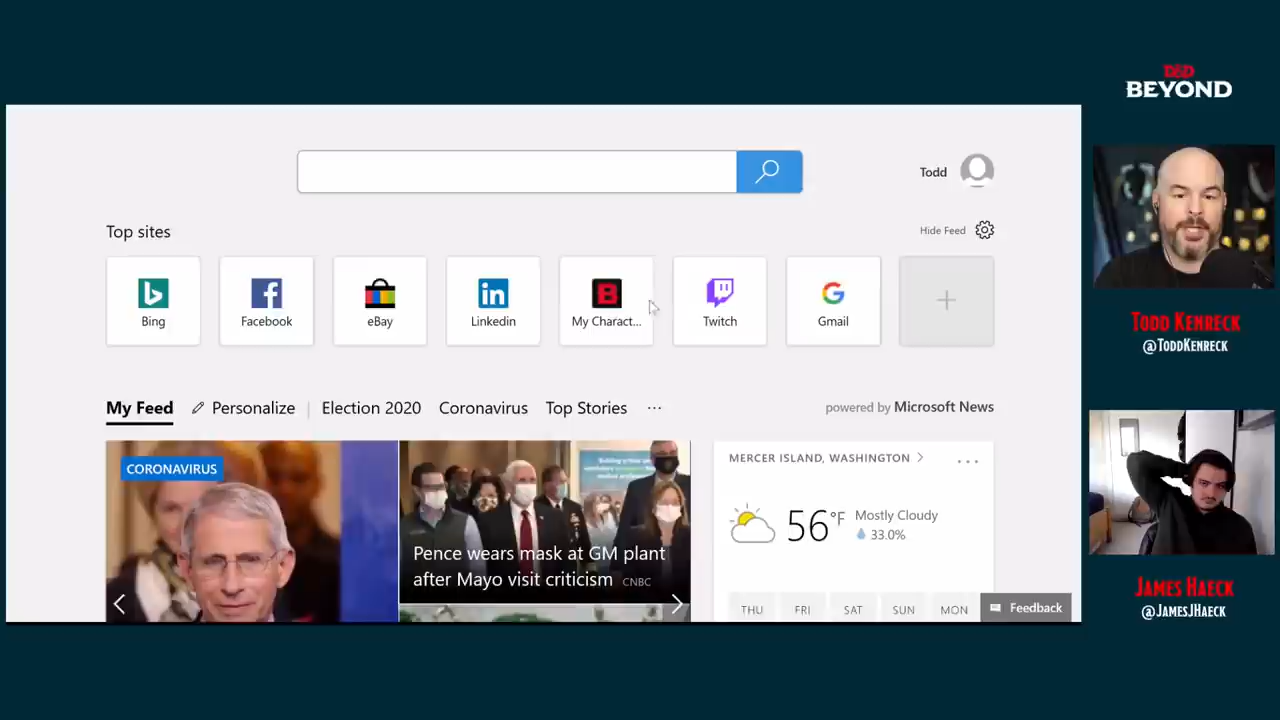 D&D
BEYOND
Todd
Top sites
Hide Feed
Bing
Facebook
eBay
Linkedin
My Charact...
Twitch
Gmail
My Feed
Personalize
Election 2020
Coronavirus
Top Stories
...
powered by Microsoft News
CORONAVIRUS
Pence wears mask at GM plant
after Mayo visit criticism CNBC
MERCER ISLAND, WASHINGTON
56°F
Mostly Cloudy
33.0%
THU
FRI
SAT
SUN
MON
Feedback
Todd Kenreck
@ToddKenreck
James Haeck
@JamesJHaeck